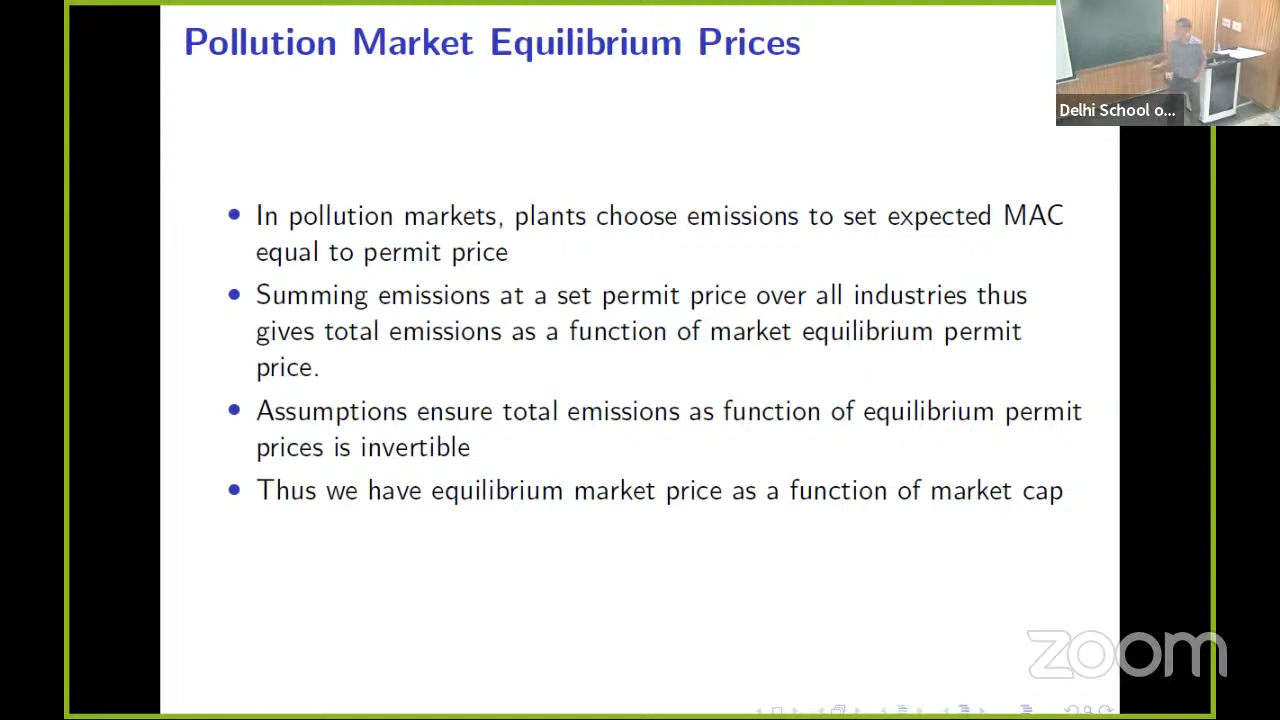 Pollution Market Equilibrium Prices
Delhi School o...
In pollution markets, plants choose emissions to set expected MAC
equal to permit price
Summing emissions at a set permit price over all industries thus
gives total emissions as a function of market equilibrium permit
price.
Assumptions ensure total emissions as function of equilibrium permit
prices is invertible
Thus we have equilibrium market price as a function of market cap
zoom